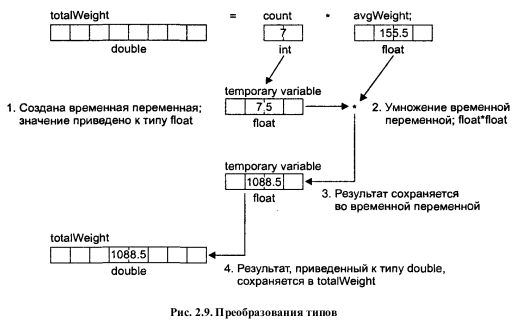 totalWeight = count * avgWeight;
7 155.5
double int float
temporary variable
7.5
float
1. Создана временная переменная;
значение приведено к типу float
*
2. Умножение временной
переменной; float*float
temporary variable
1088.5
float
3. Результат сохраняется
во временной переменной
totalWeight
1088.5
double
4. Результат, приведенный к типу double,
сохраняется в totalWeight
Рис. 2.9. Преобразования типов